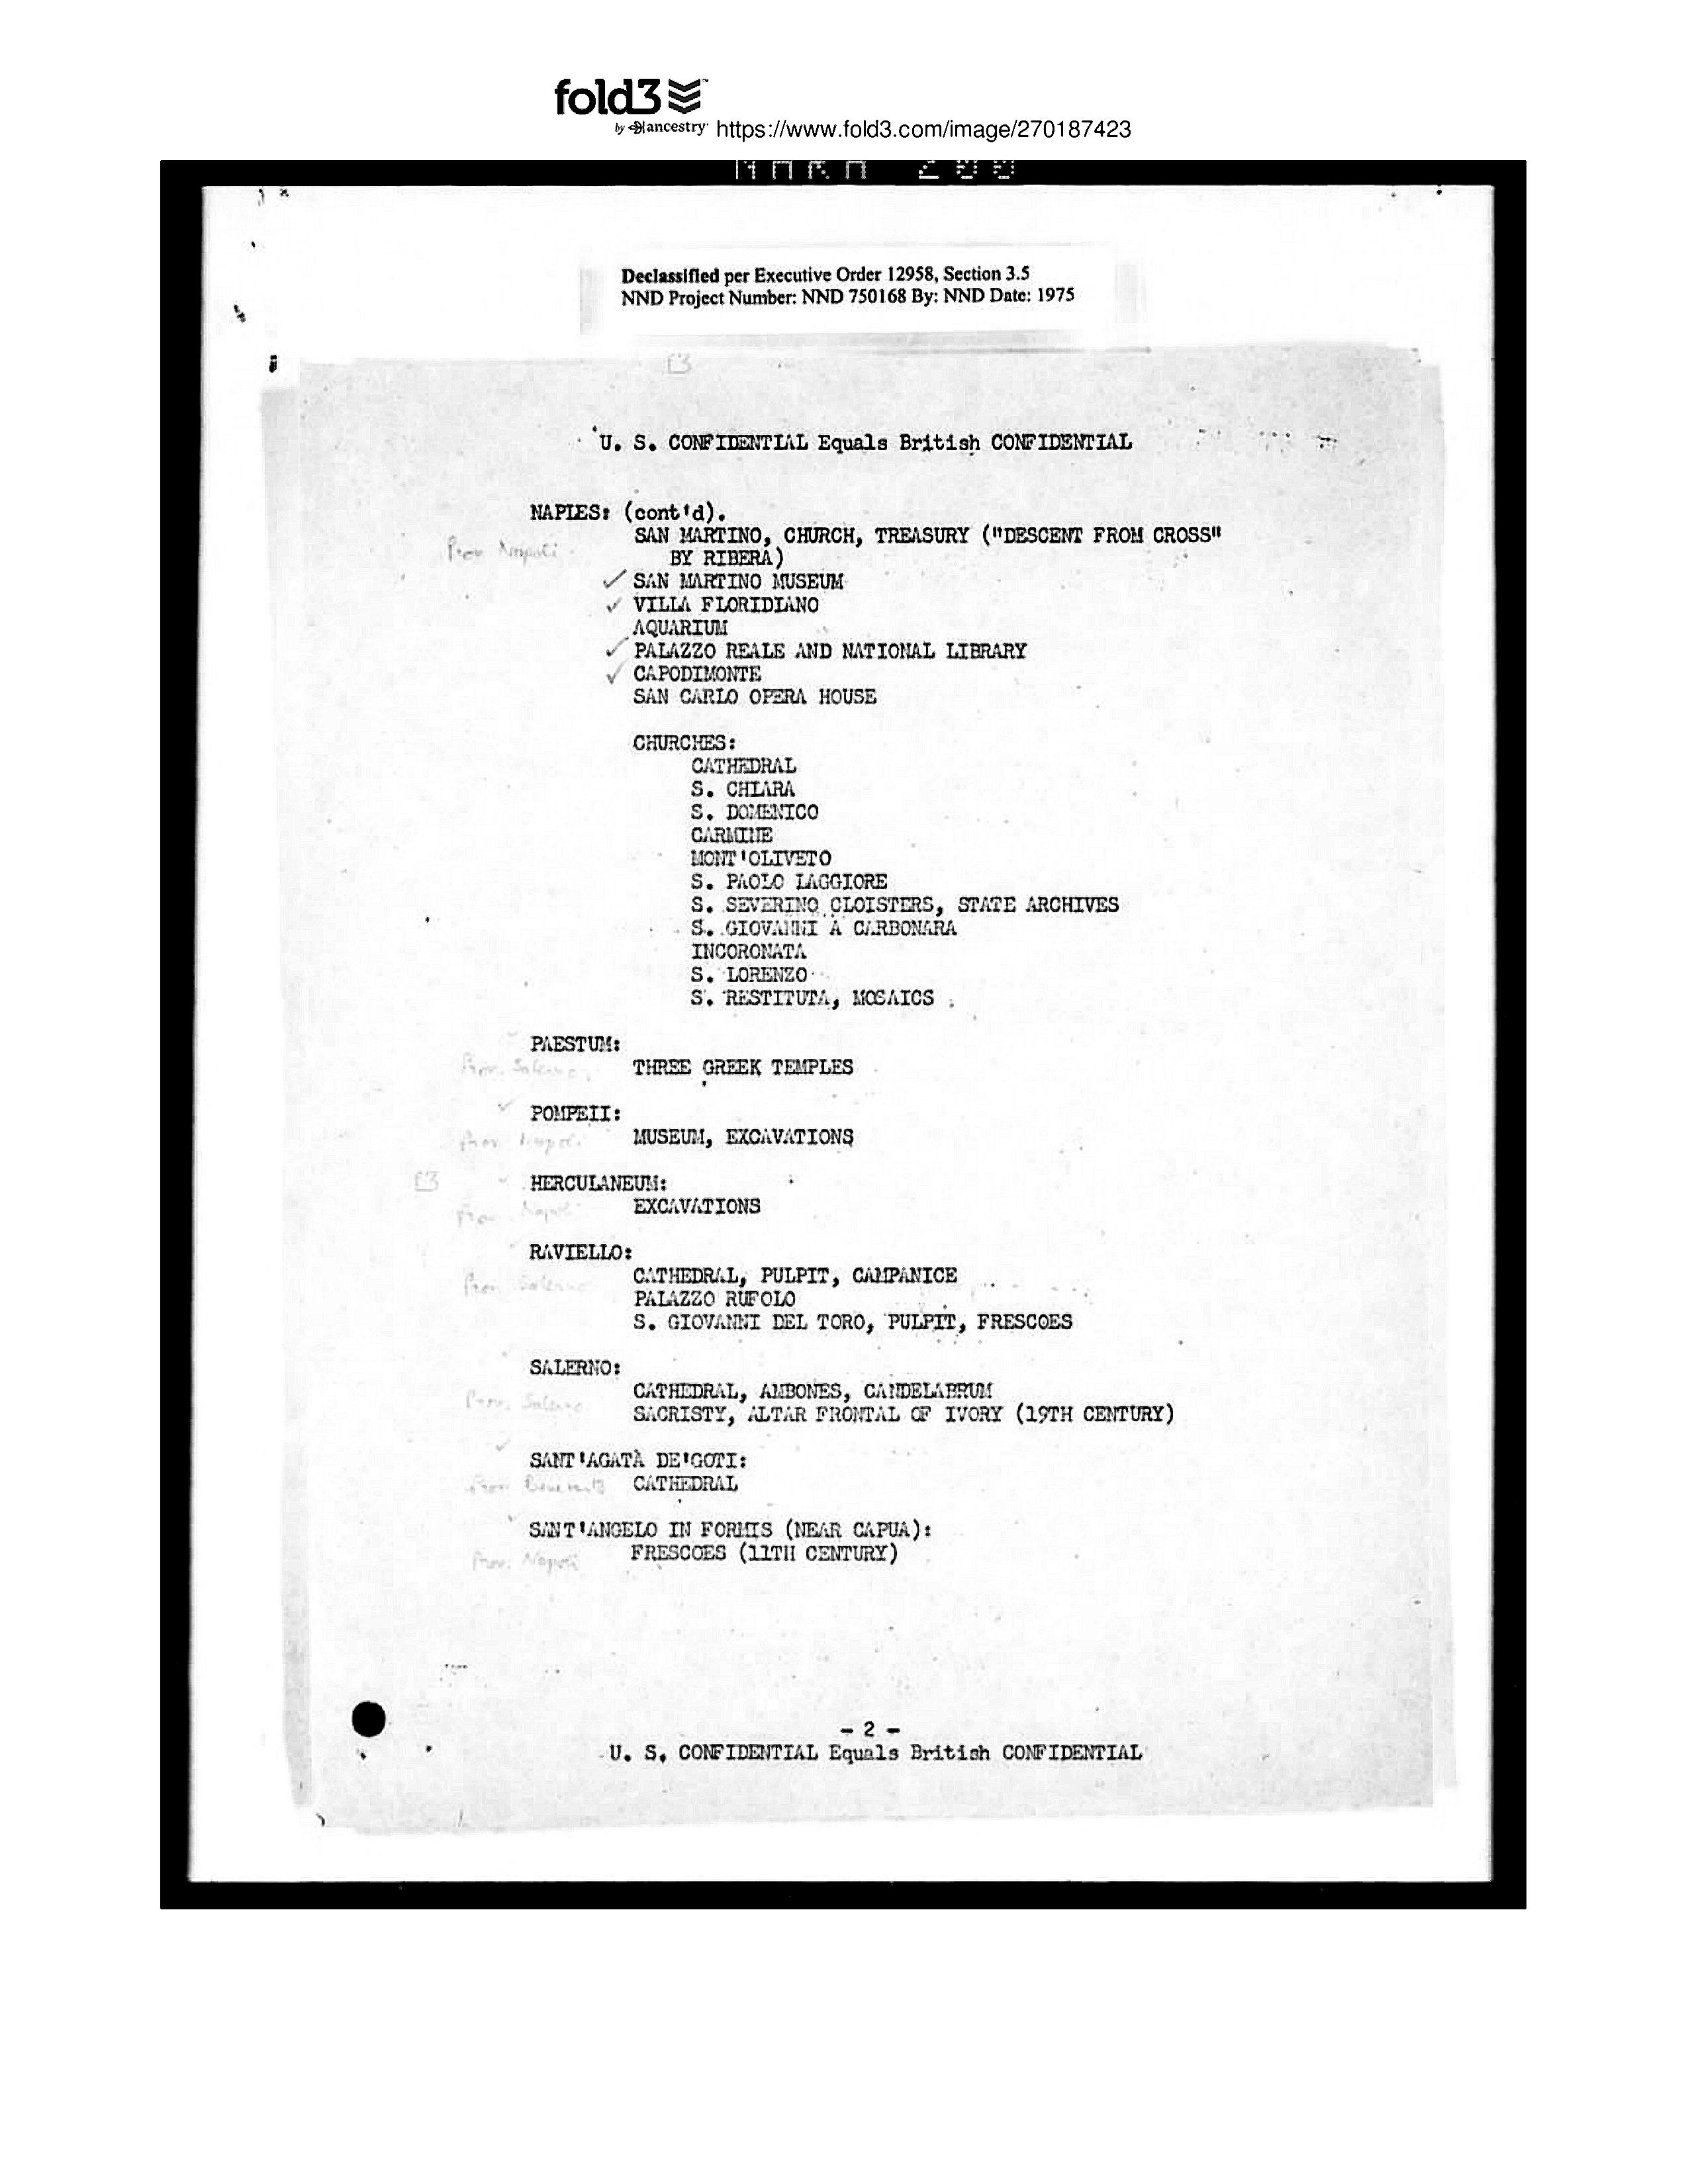 fold3
by ancestry https://www.fold3.com/image/270187423
Declassified per Executive Order 12958, Section 3.5
NND Project Number: NND 750168 By: NND Date: 1975
U. S. CONFIDENTIAL Equals British CONFIDENTIAL
NAPLES: (cont'd).
SAN MARTINO, CHURCH, TREASURY ("DESCENT FROM CROSS"
Prov. Napoli
BY RIBERA)
SAN MARTINO MUSEUM
VILLA FLORIDIANO
AQUARIUM
PALAZZO REALE AND NATIONAL LIBRARY
CAPODIMONTE
SAN CARLO OPERA HOUSE
CHURCHES:
CATHEDRAL
S. CHIARA
S. DOMENICO
CARMINE
MONT'OLIVETO
S. PAOLO MAGGIORE
S. SEVERINO CLOISTERS, STATE ARCHIVES
S. GIOVANNI A CARBONARA
INCORONATA
S. LORENZO
S. RESTITUTA, MOSAICS
PAESTUM:
Prov. Salerno
THREE GREEK TEMPLES
POMPEII:
Prov. Napoli
MUSEUM, EXCAVATIONS
HERCULANEUM:
Prov. Napoli
EXCAVATIONS
RAVIELLO:
CATHEDRAL, PULPIT, CAMPANICE
Prov. Salerno
PALAZZO RUFOLO
S. GIOVANNI DEL TORO, PULPIT, FRESCOES
SALERNO:
CATHEDRAL, AMBONES, CANDELABRUM
Prov. Salerno
SACRISTY, ALTAR FRONTAL OF IVORY (19TH CENTURY)
SANT'AGATA DE'GOTI:
Prov. CATHEDRAL
SANT'ANGELO IN FORMIS (NEAR CAPUA):
Prov. Napoli
FRESCOES (11TH CENTURY)
- 2 -
U. S. CONFIDENTIAL Equals British CONFIDENTIAL